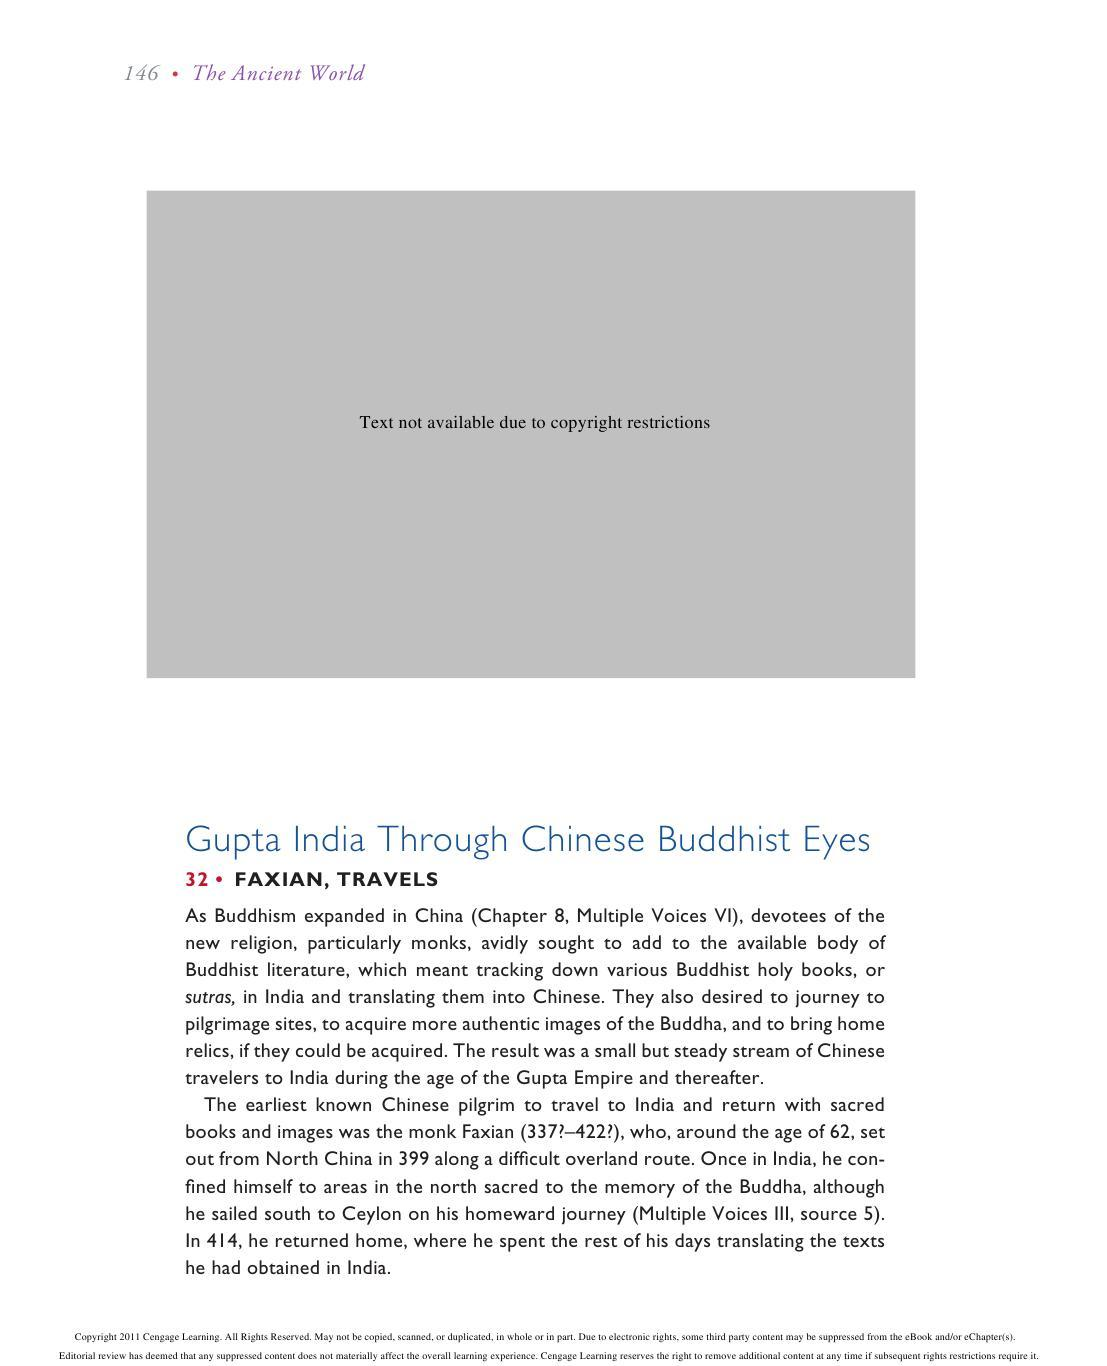 146 • The Ancient World
Text not available due to copyright restrictions
Gupta India Through Chinese Buddhist Eyes
32 • FAXIAN, TRAVELS
As Buddhism expanded in China (Chapter 8, Multiple Voices VI), devotees of the
new religion, particularly monks, avidly sought to add to the available body of
Buddhist literature, which meant tracking down various Buddhist holy books, or
sutras, in India and translating them into Chinese. They also desired to journey to
pilgrimage sites, to acquire more authentic images of the Buddha, and to bring home
relics, if they could be acquired. The result was a small but steady stream of Chinese
travelers to India during the age of the Gupta Empire and thereafter.
The earliest known Chinese pilgrim to travel to India and return with sacred
books and images was the monk Faxian (337?–422?), who, around the age of 62, set
out from North China in 399 along a difficult overland route. Once in India, he con-
fined himself to areas in the north sacred to the memory of the Buddha, although
he sailed south to Ceylon on his homeward journey (Multiple Voices III, source 5).
In 414, he returned home, where he spent the rest of his days translating the texts
he had obtained in India.
Copyright 2011 Cengage Learning. All Rights Reserved. May not be copied, scanned, or duplicated, in whole or in part. Due to electronic rights, some third party content may be suppressed from the eBook and/or eChapter(s).
Editorial review has deemed that any suppressed content does not materially affect the overall learning experience. Cengage Learning reserves the right to remove additional content at any time if subsequent rights restrictions require it.